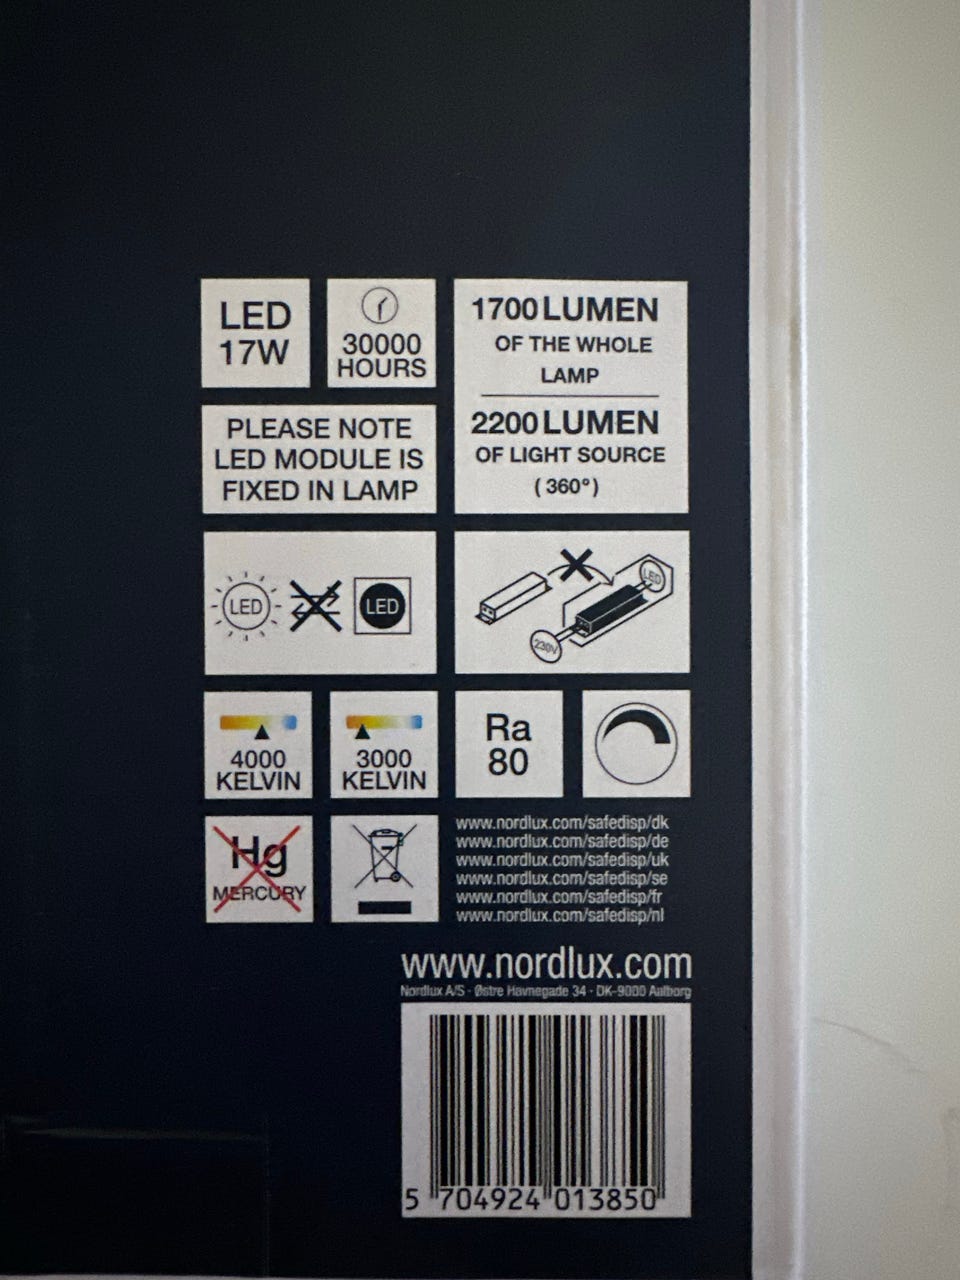 LED
17W
30000
HOURS
1700 LUMEN
OF THE WHOLE
LAMP
2200 LUMEN
OF LIGHT SOURCE
(360°)
PLEASE NOTE
LED MODULE IS
FIXED IN LAMP
LED
LED
LED
230V
4000
KELVIN
3000
KELVIN
Ra
80
Hg
MERCURY
www.nordlux.com/safedisp/dk
www.nordlux.com/safedisp/de
www.nordlux.com/safedisp/uk
www.nordlux.com/safedisp/se
www.nordlux.com/safedisp/fr
www.nordlux.com/safedisp/nl
www.nordlux.com
Nordlux A/S · Østre Havnegade 34 · DK-9000 Aalborg
5 704924 013850